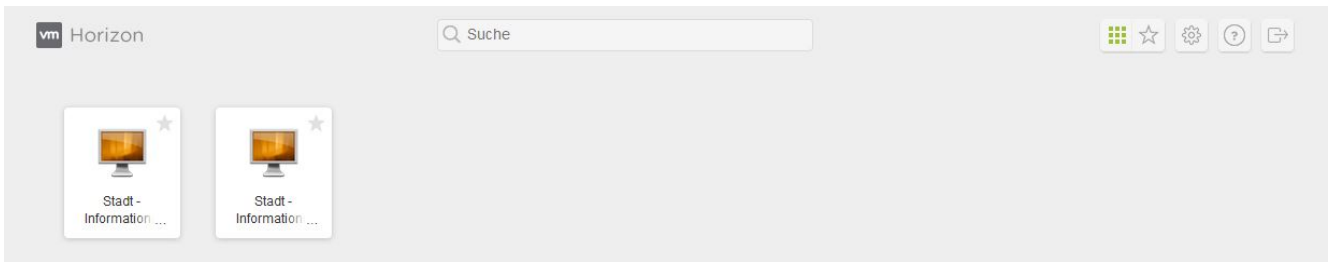 vm Horizon
Suche
?
Stadt -
Information ...
Stadt -
Information ...